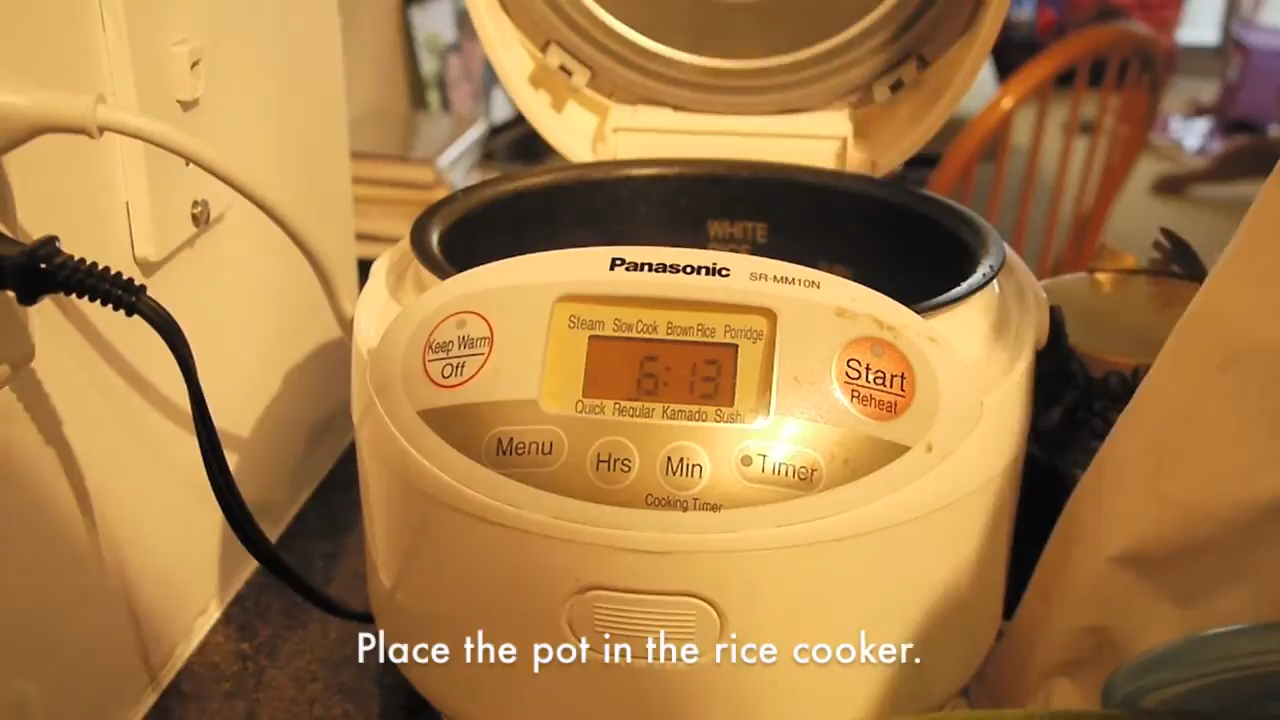 WHITE
RICE
Panasonic SR-MM10N
Steam Slow Cook Brown Rice Porridge
Keep Warm
Off
6:13
Start
Reheat
Quick Regular Kamado Sushi
Menu Hrs Min Timer
Cooking Timer
Place the pot in the rice cooker.